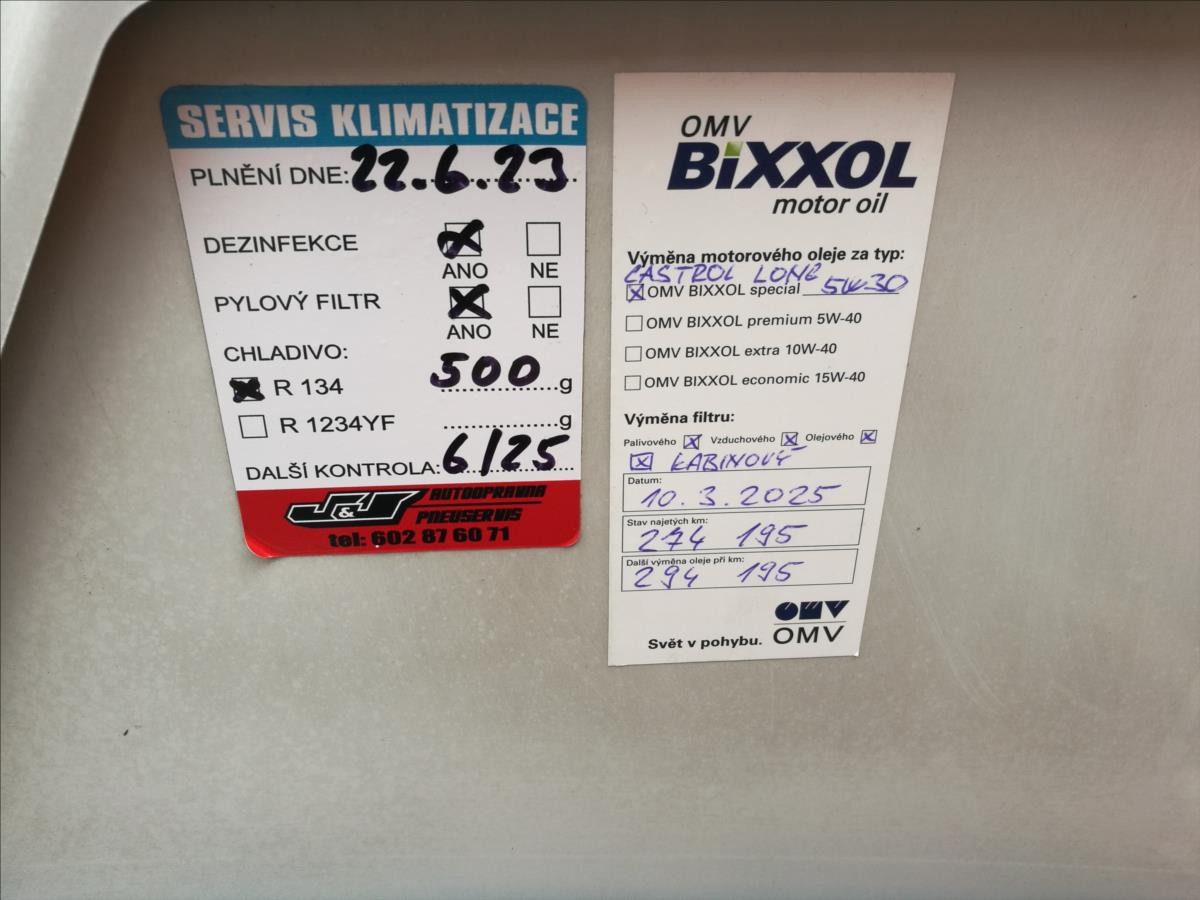 SERVIS KLIMATIZACE
PLNĚNÍ DNE: 22.6.23
DEZINFEKCE
ANO NE
PYLOVÝ FILTR
ANO NE
CHLADIVO:
R 134 500 g
R 1234YF g
DALŠÍ KONTROLA: 6/25
J&J AUTOOPRAVNA
PNEUSERVIS
tel: 602 87 60 71
OMV
BiXXOL
motor oil
Výměna motorového oleje za typ:
CASTROL LONG
OMV BIXXOL special 5W30
OMV BIXXOL premium 5W-40
OMV BIXXOL extra 10W-40
OMV BIXXOL economic 15W-40
Výměna filtru:
Palivového Vzduchového Olejového
KABINOVÝ
Datum:
10.3.2025
Stav najetých km:
274 195
Další výměna oleje při km:
294 195
OMV
Svět v pohybu. OMV